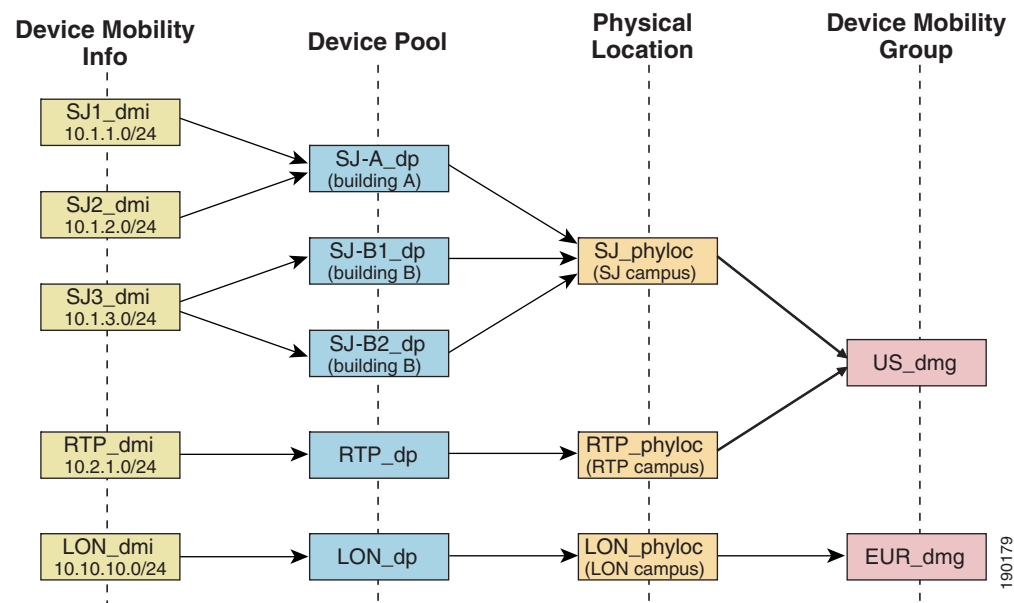 Device Mobility
Info
Device Pool
Physical
Location
Device Mobility
Group
SJ1_dmi
10.1.1.0/24
SJ2_dmi
10.1.2.0/24
SJ3_dmi
10.1.3.0/24
RTP_dmi
10.2.1.0/24
LON_dmi
10.10.10.0/24
SJ-A_dp
(building A)
SJ-B1_dp
(building B)
SJ-B2_dp
(building B)
RTP_dp
LON_dp
SJ_phyloc
(SJ campus)
RTP_phyloc
(RTP campus)
LON_phyloc
(LON campus)
US_dmg
EUR_dmg
190179